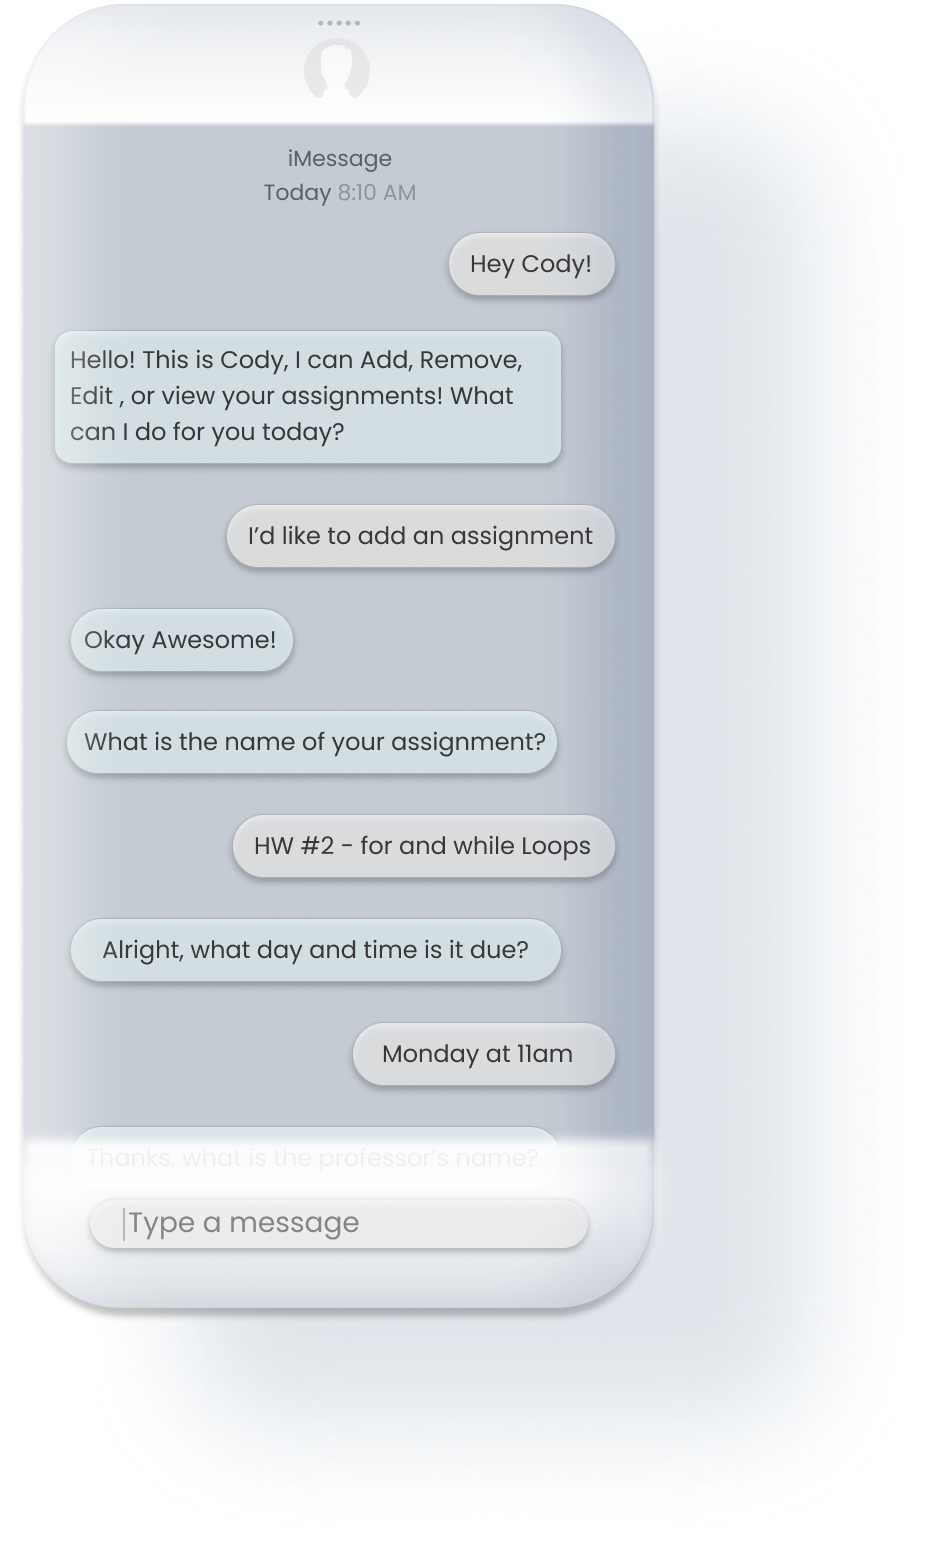 iMessage
Today 8:10 AM
Hey Cody!
Hello! This is Cody, I can Add, Remove,
Edit , or view your assignments! What
can I do for you today?
I’d like to add an assignment
Okay Awesome!
What is the name of your assignment?
HW #2 - for and while Loops
Alright, what day and time is it due?
Monday at 11am
Thanks, what is the professor’s name?
Type a message